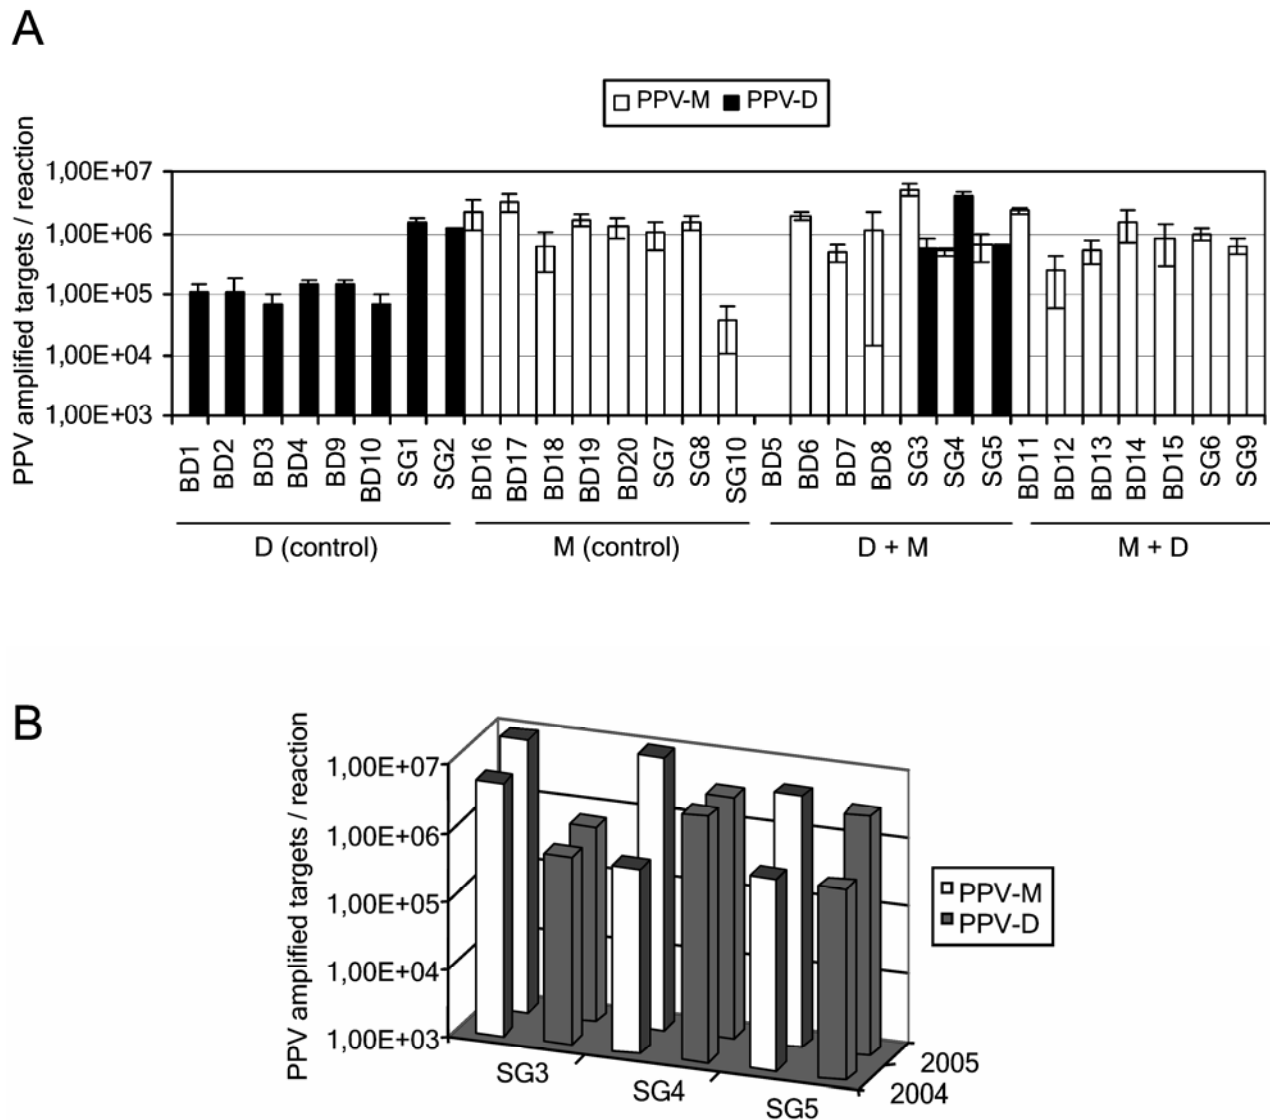 A
PPV-M PPV-D
PPV amplified targets / reaction
1,00E+07
1,00E+06
1,00E+05
1,00E+04
1,00E+03
BD1 BD2 BD3 BD4 BD9 BD10 SG1 SG2 BD16 BD17 BD18 BD19 BD20 SG7 SG8 SG10 BD5 BD6 BD7 BD8 SG3 SG4 SG5 BD11 BD12 BD13 BD14 BD15 SG6 SG9
D (control) M (control) D + M M + D
B
PPV amplified targets / reaction
1,00E+07
1,00E+06
1,00E+05
1,00E+04
1,00E+03
SG3 SG4 SG5
2005
2004
PPV-M
PPV-D